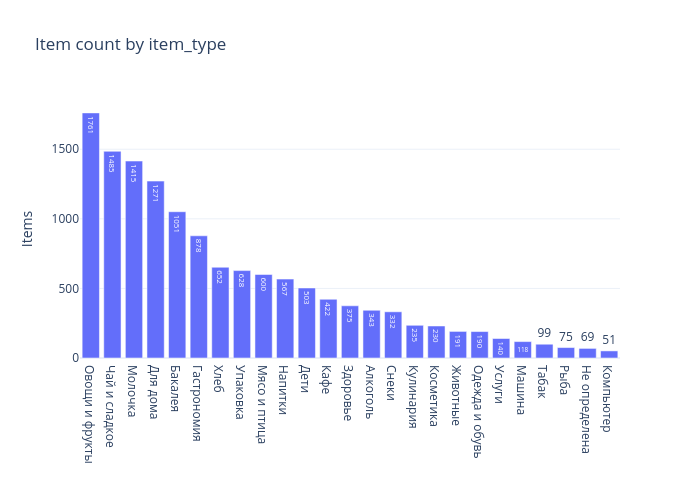 Item count by item_type
Items
1500
1000
500
0
1761
1485
1415
1271
1051
878
652
628
600
567
503
422
375
343
332
235
230
191
190
140
118
99
75
69
51
Овощи и фрукты
Чай и сладкое
Молочка
Для дома
Бакалея
Гастрономия
Хлеб
Упаковка
Мясо и птица
Напитки
Дети
Кафе
Здоровье
Алкоголь
Снеки
Кулинария
Косметика
Животные
Одежда и обувь
Услуги
Машина
Табак
Рыба
Не определена
Компьютер